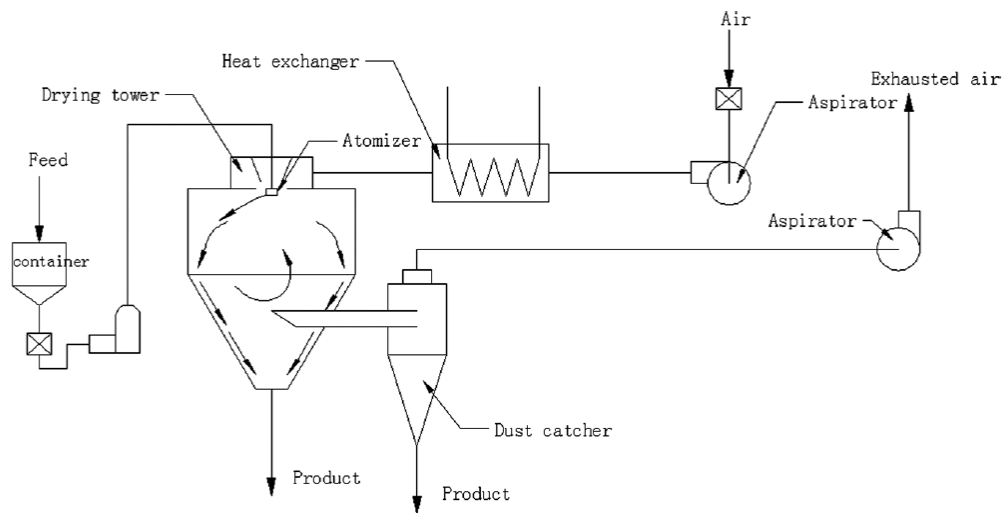 Air
Heat exchanger
Exhausted air
Drying tower
Aspirator
Atomizer
Feed
Aspirator
container
Dust catcher
Product
Product